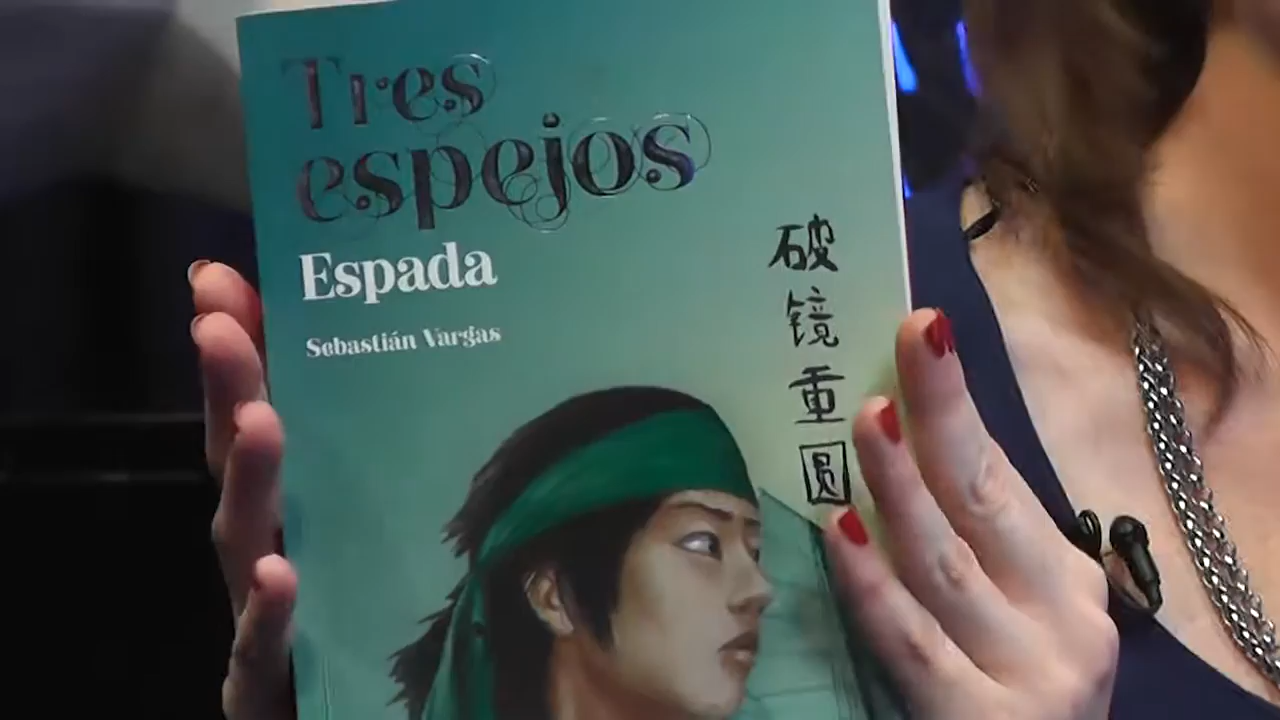 Tres
espejos
Espada
Sebastián Vargas
破
镜
重
圆